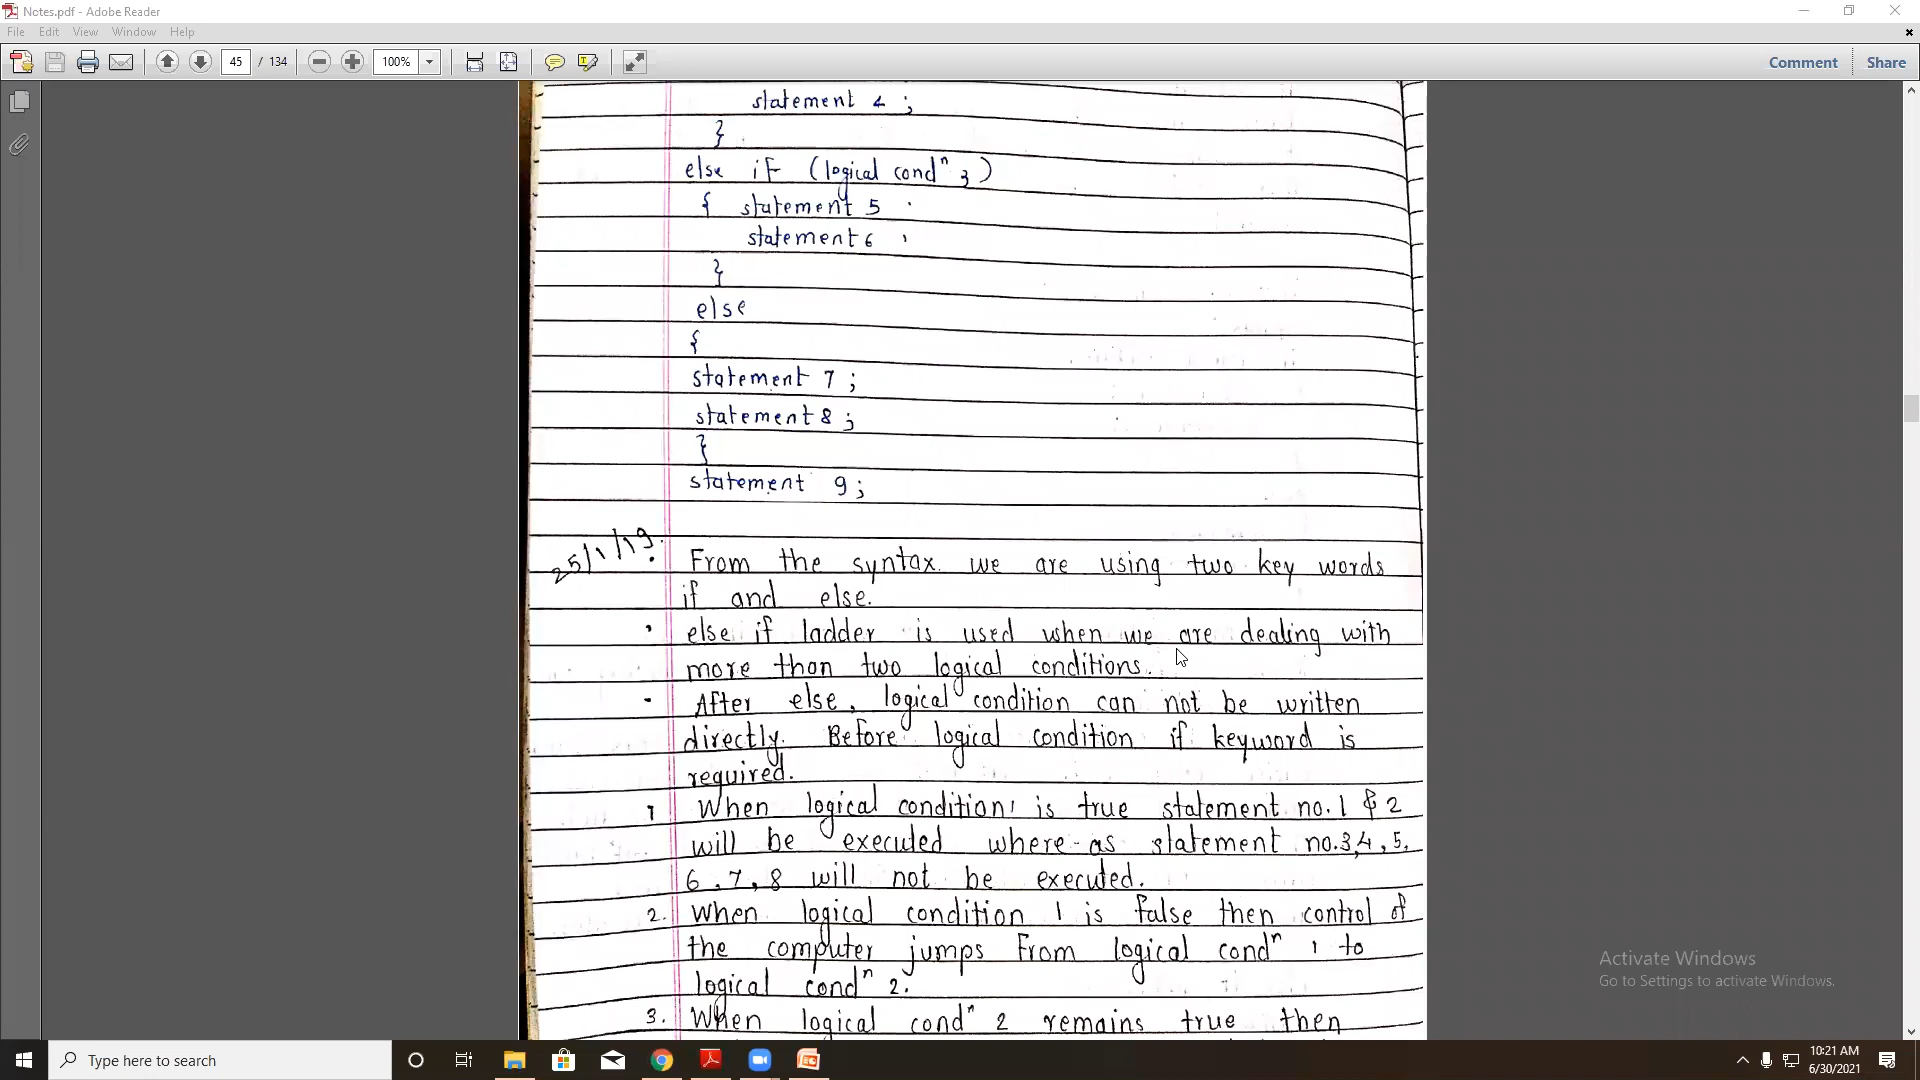 Notes.pdf - Adobe Reader
File Edit View Window Help
45 / 134 100% Comment Share
statement 4 ;
}
else if (logical condⁿ 3)
{ statement 5
statement 6
}
else
{
statement 7 ;
statement 8 ;
}
statement 9 ;
25/1/19
From the syntax we are using two key words
if and else.
else if ladder is used when we are dealing with
more than two logical conditions.
- After else, logical condition can not be written
directly. Before logical condition if keyword is
required.
1 When logical condition 1 is true statement no. 1 & 2
will be executed where as statement no. 3,4,5,
6,7,8 will not be executed.
2. When logical condition 1 is false then control of
the computer jumps From logical condⁿ 1 to
logical condⁿ 2.
3. When logical condⁿ 2 remains true then
Activate Windows
Go to Settings to activate Windows.
Type here to search
10:21 AM
6/30/2021